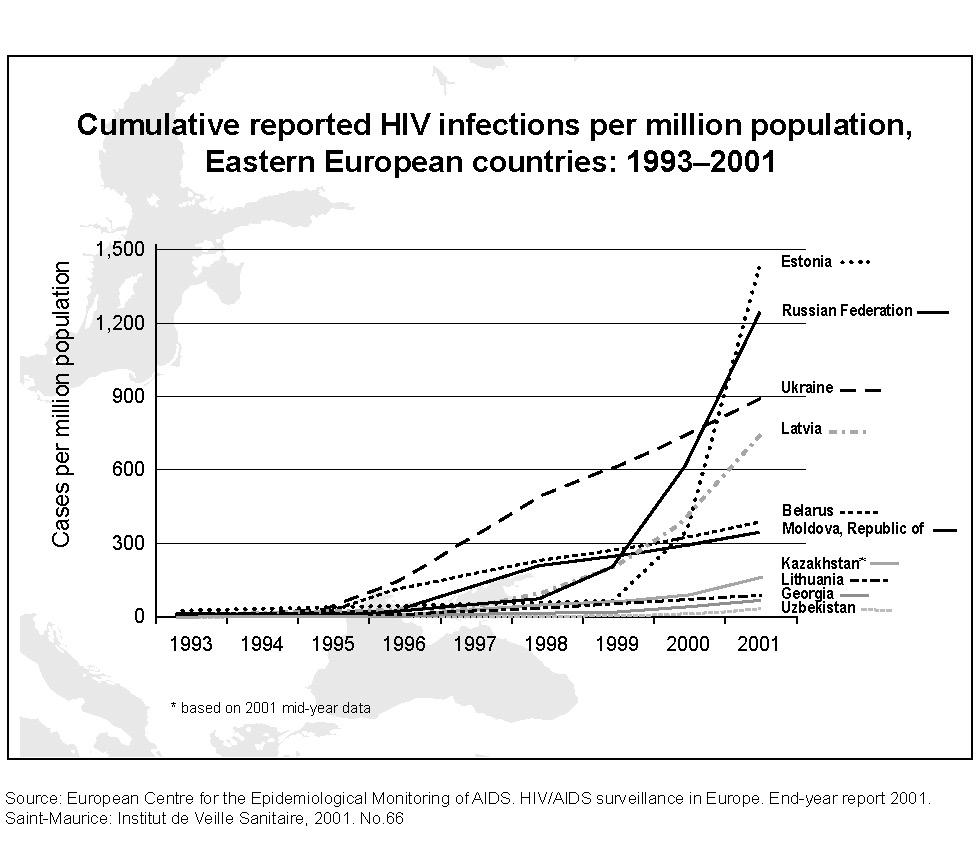 Cumulative reported HIV infections per million population,
Eastern European countries: 1993–2001
Cases per million population
1,500
1,200
900
600
300
0
1993 1994 1995 1996 1997 1998 1999 2000 2001
Estonia
Russian Federation
Ukraine
Latvia
Belarus
Moldova, Republic of
Kazakhstan*
Lithuania
Georgia
Uzbekistan
* based on 2001 mid-year data
Source: European Centre for the Epidemiological Monitoring of AIDS. HIV/AIDS surveillance in Europe. End-year report 2001.
Saint-Maurice: Institut de Veille Sanitaire, 2001. No.66